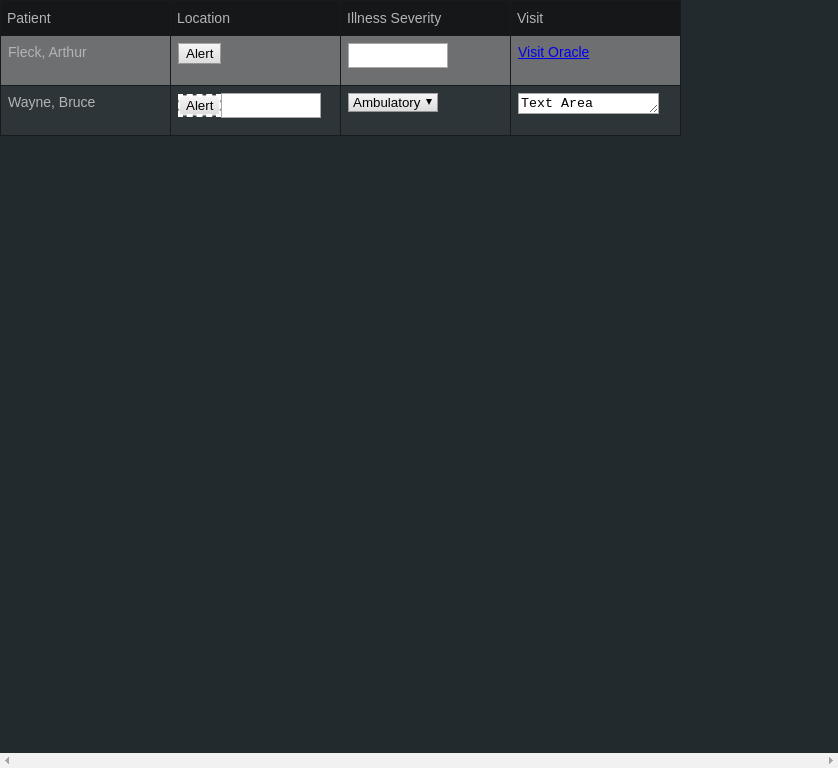 Patient Location Illness Severity Visit
Fleck, Arthur Alert Visit Oracle
Wayne, Bruce Alert Ambulatory Text Area